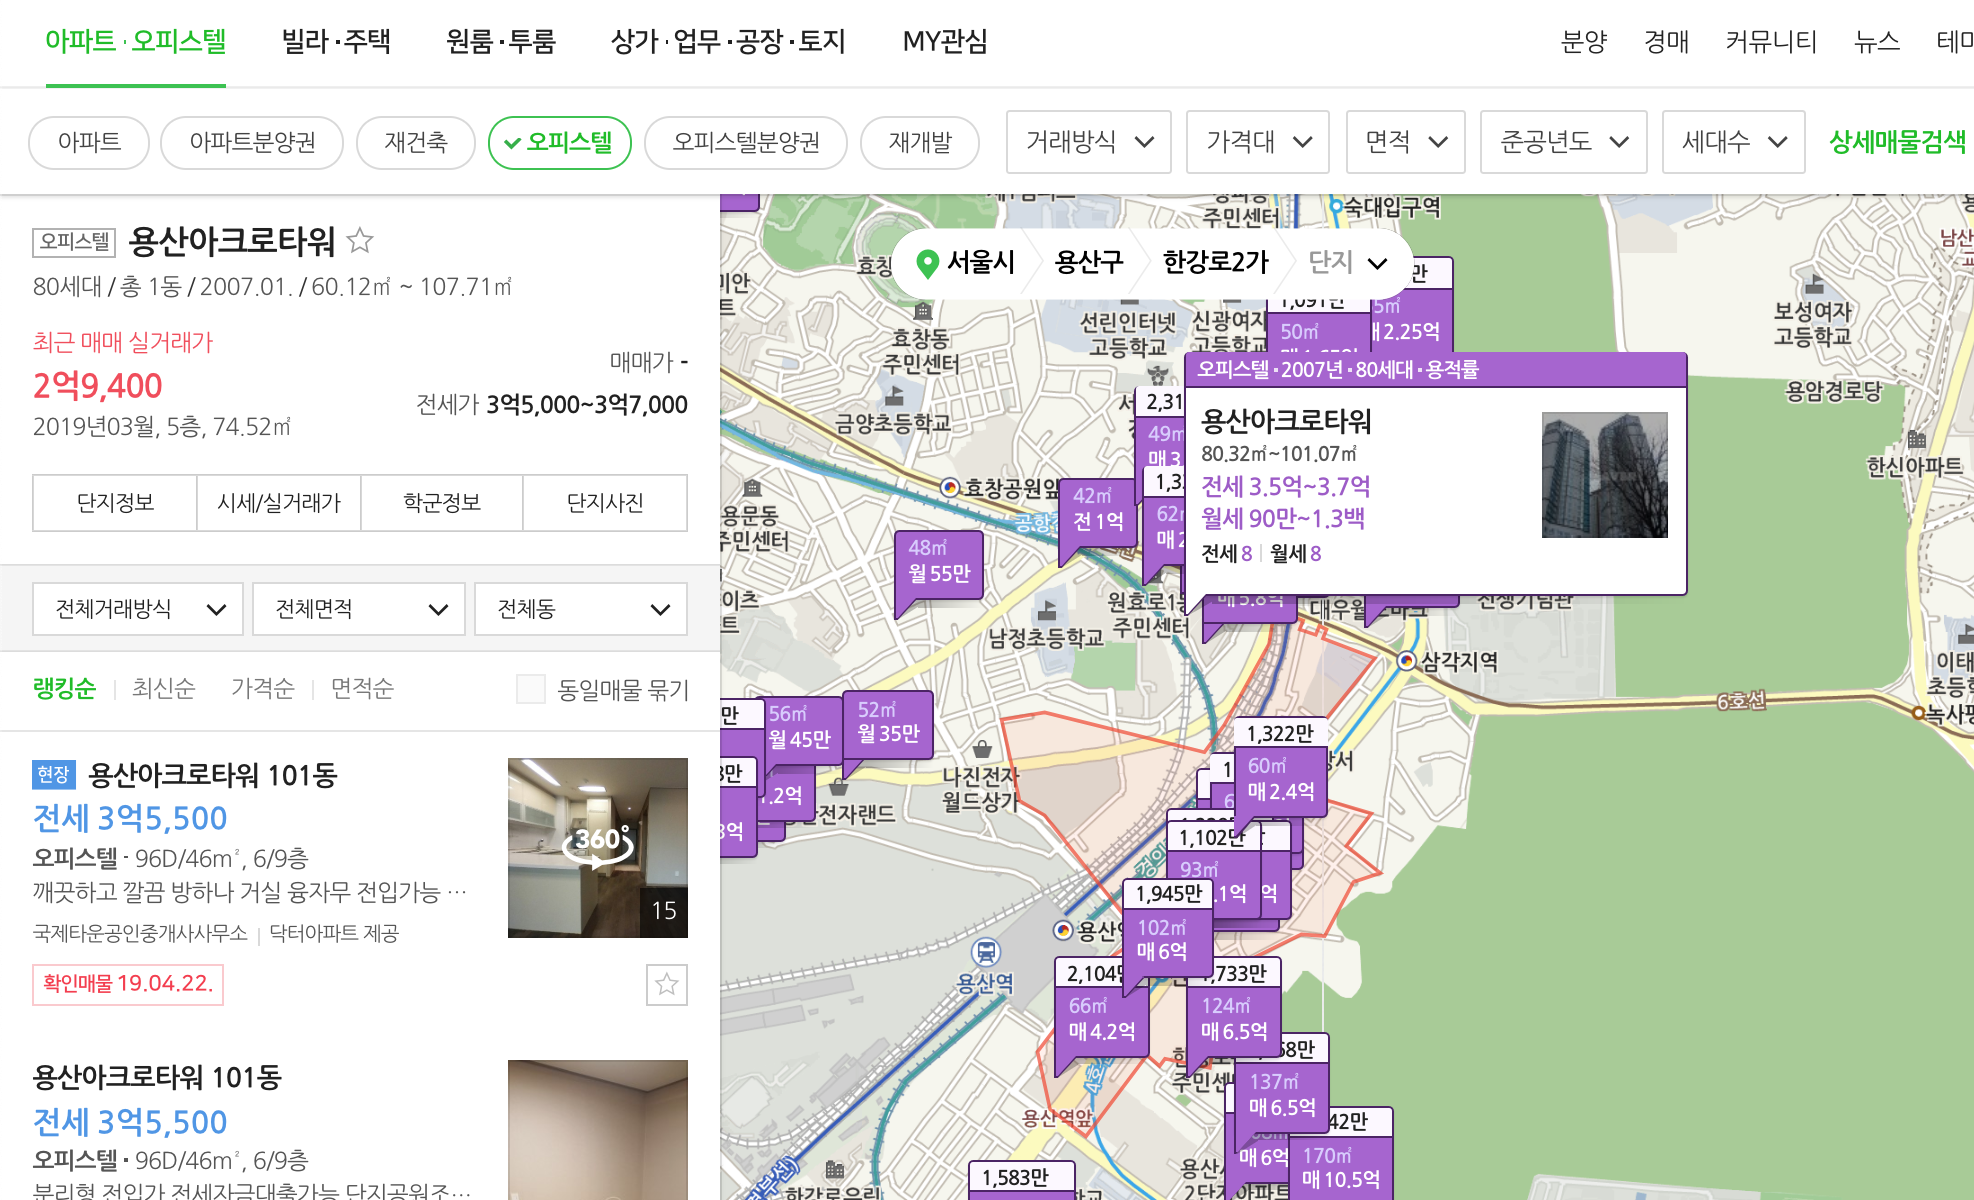 아파트 · 오피스텔
빌라 · 주택
원룸 · 투룸
상가 · 업무 · 공장 · 토지
MY관심
분양
경매
커뮤니티
뉴스
아파트
아파트분양권
재건축
오피스텔
오피스텔분양권
재개발
거래방식
가격대
면적
준공년도
세대수
상세매물검색
오피스텔 용산아크로타워
80세대 / 총 1동 / 2007.01. / 60.12㎡ ~ 107.71㎡
최근 매매 실거래가
2억9,400
2019년03월, 5층, 74.52㎡
매매가 -
전세가 3억5,000~3억7,000
단지정보
시세/실거래가
학군정보
단지사진
전체거래방식
전체면적
전체동
랭킹순
최신순
가격순
면적순
동일매물 묶기
현장 용산아크로타워 101동
전세 3억5,500
오피스텔 · 96D/46m², 6/9층
깨끗하고 깔끔 방하나 거실 융자무 전입가능 …
국제타운공인중개사사무소 | 닥터아파트 제공
확인매물 19.04.22.
360°
15
용산아크로타워 101동
전세 3억5,500
오피스텔 · 96D/46m², 6/9층
분리형 전입가 전세자금대출가능 단지공원조…
숙대입구역
주민센터
서울시
용산구
한강로2가
단지
효창동
주민센터
선린인터넷
고등학교
신광여자
고등학교
50㎡
매2.25억
보성여자
고등학교
용암경로당
한신아파트
금양초등학교
효창공원앞
용문동
주민센터
42㎡
전 1억
48㎡
월 55만
원효로1동
주민센터
남정초등학교
오피스텔 · 2007년 · 80세대 · 용적률
용산아크로타워
80.32㎡~101.07㎡
전세 3.5억~3.7억
월세 90만~1.3백
전세 8 | 월세 8
전쟁기념관
삼각지역
6호선
56㎡
월 45만
52㎡
월 35만
나진전자
월드상가
전자랜드
1,322만
60㎡
매2.4억
1,102만
93㎡
1,945만
102㎡
매6억
용산역
2,104만
66㎡
매4.2억
1,733만
124㎡
매6.5억
주민센
137㎡
매6.5억
매6억
42만
170㎡
매10.5억
4호선
용산역앞
1,583만
한강로우림